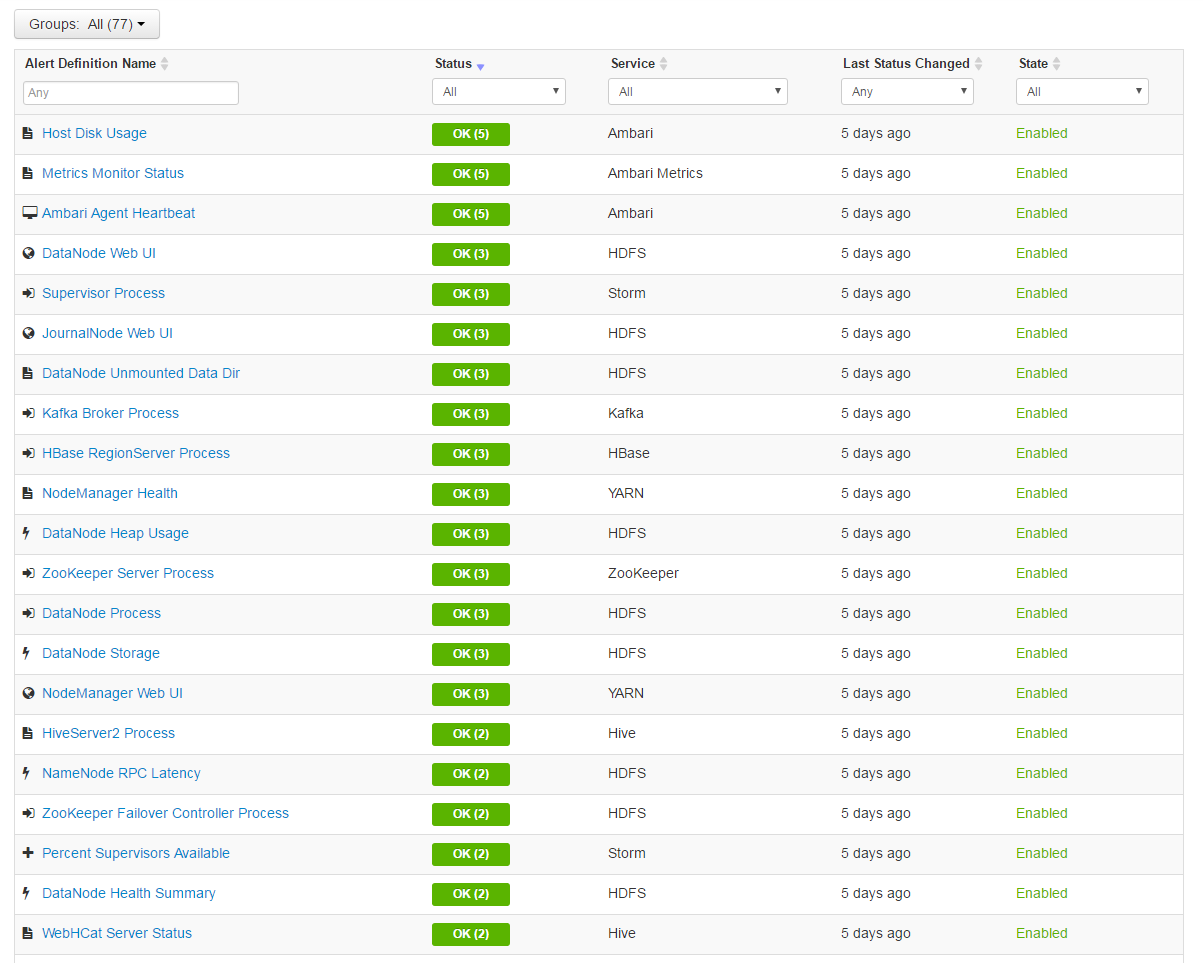 Groups: All (77)
Alert Definition Name Status Service Last Status Changed State
Any All All Any All
Host Disk Usage OK (5) Ambari 5 days ago Enabled
Metrics Monitor Status OK (5) Ambari Metrics 5 days ago Enabled
Ambari Agent Heartbeat OK (5) Ambari 5 days ago Enabled
DataNode Web UI OK (3) HDFS 5 days ago Enabled
Supervisor Process OK (3) Storm 5 days ago Enabled
JournalNode Web UI OK (3) HDFS 5 days ago Enabled
DataNode Unmounted Data Dir OK (3) HDFS 5 days ago Enabled
Kafka Broker Process OK (3) Kafka 5 days ago Enabled
HBase RegionServer Process OK (3) HBase 5 days ago Enabled
NodeManager Health OK (3) YARN 5 days ago Enabled
DataNode Heap Usage OK (3) HDFS 5 days ago Enabled
ZooKeeper Server Process OK (3) ZooKeeper 5 days ago Enabled
DataNode Process OK (3) HDFS 5 days ago Enabled
DataNode Storage OK (3) HDFS 5 days ago Enabled
NodeManager Web UI OK (3) YARN 5 days ago Enabled
HiveServer2 Process OK (2) Hive 5 days ago Enabled
NameNode RPC Latency OK (2) HDFS 5 days ago Enabled
ZooKeeper Failover Controller Process OK (2) HDFS 5 days ago Enabled
Percent Supervisors Available OK (2) Storm 5 days ago Enabled
DataNode Health Summary OK (2) HDFS 5 days ago Enabled
WebHCat Server Status OK (2) Hive 5 days ago Enabled